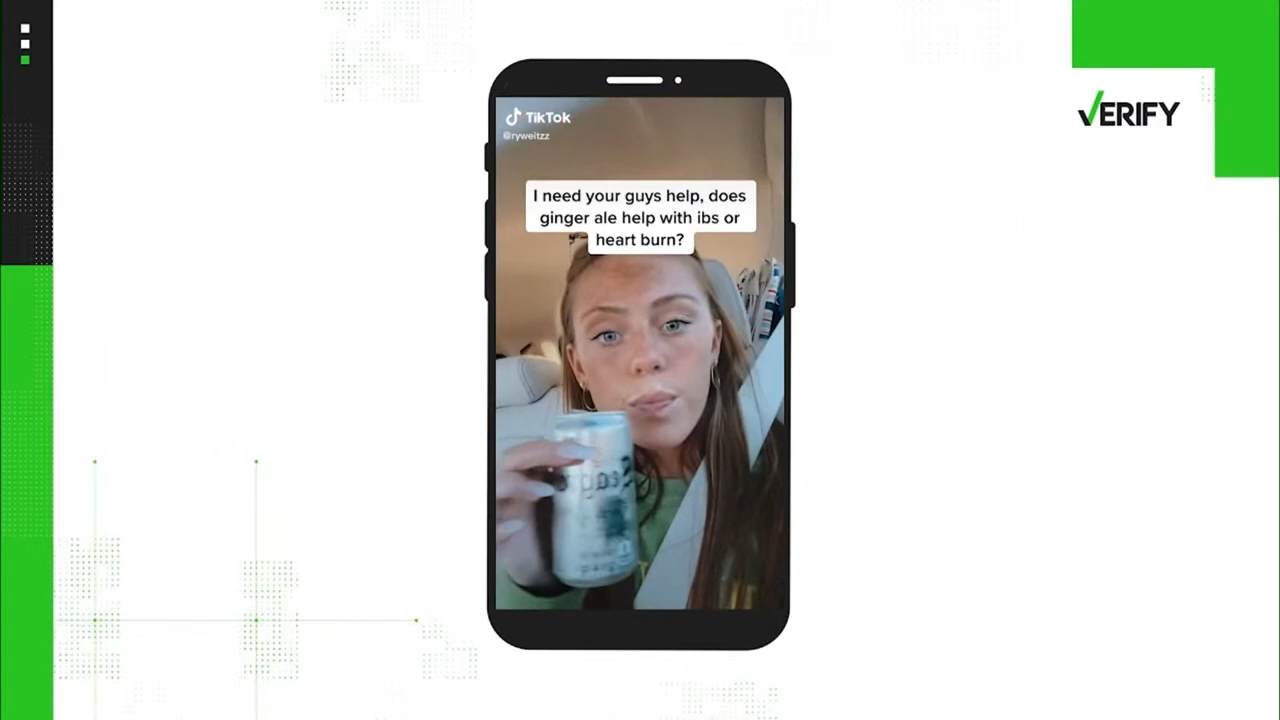 TikTok
@ryweitzz
I need your guys help, does
ginger ale help with ibs or
heart burn?
VERIFY